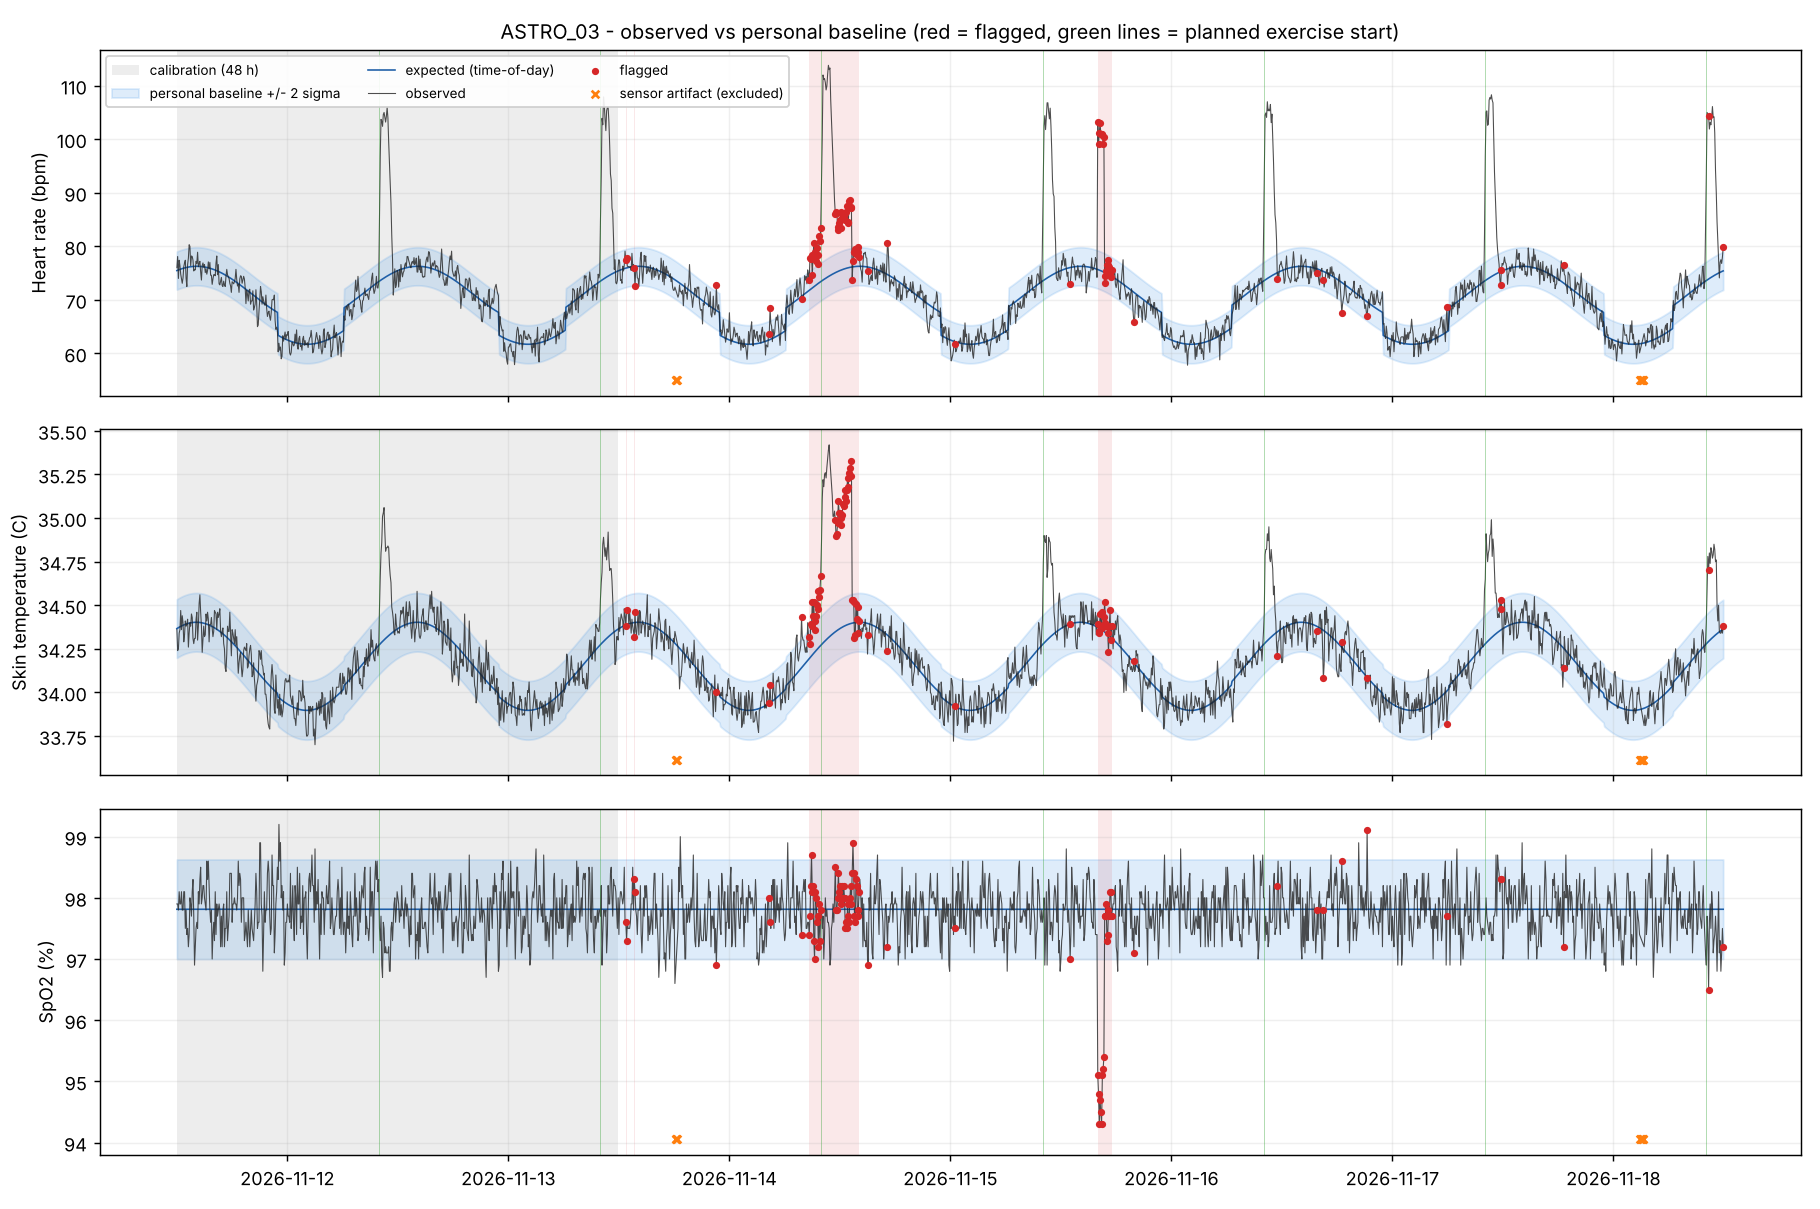 ASTRO_03 - observed vs personal baseline (red = flagged, green lines = planned exercise start)
calibration (48 h)
personal baseline +/- 2 sigma
expected (time-of-day)
observed
flagged
sensor artifact (excluded)
Heart rate (bpm)
110
100
90
80
70
60
Skin temperature (C)
35.50
35.25
35.00
34.75
34.50
34.25
34.00
33.75
SpO2 (%)
99
98
97
96
95
94
2026-11-12
2026-11-13
2026-11-14
2026-11-15
2026-11-16
2026-11-17
2026-11-18